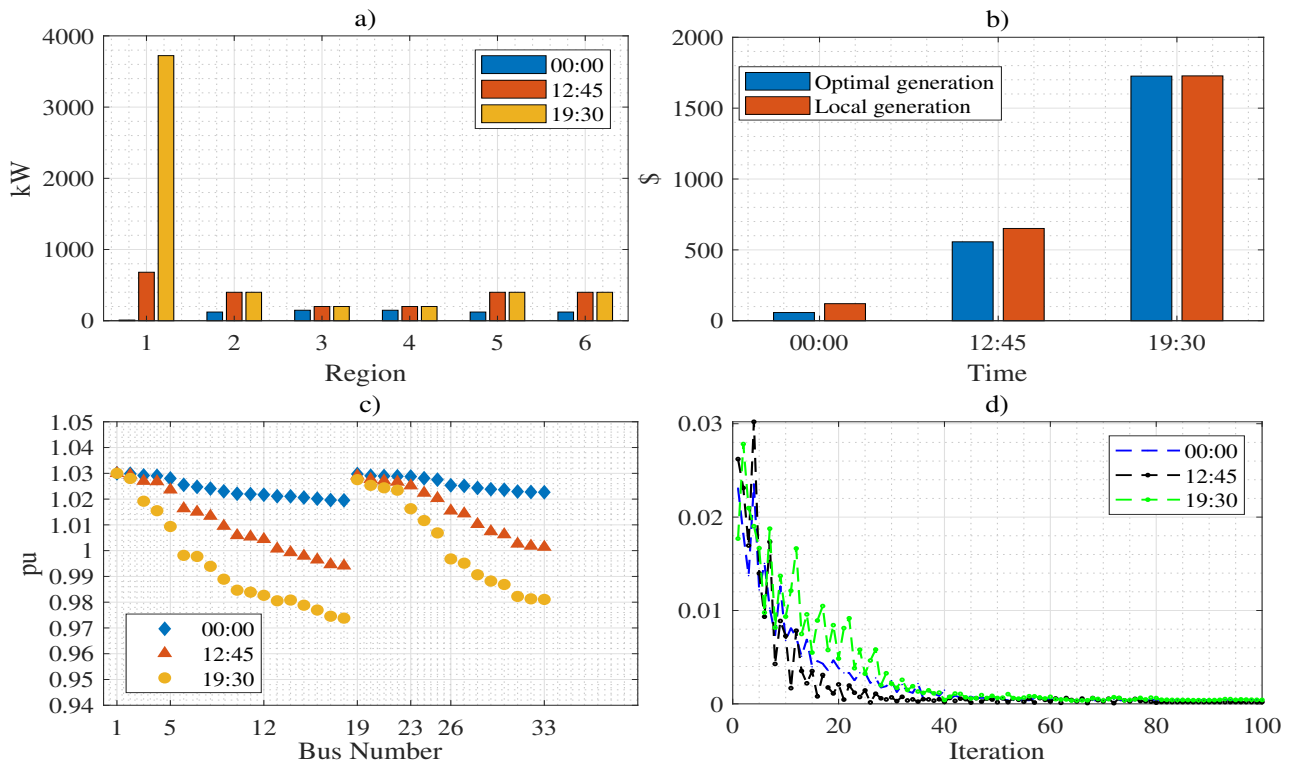 a)
4000
3000
2000
1000
0
kW
00:00
12:45
19:30
1 2 3 4 5 6
Region
b)
2000
1500
1000
500
0
$
Optimal generation
Local generation
00:00 12:45 19:30
Time
c)
1.05
1.04
1.03
1.02
1.01
1
0.99
0.98
0.97
0.96
0.95
0.94
pu
00:00
12:45
19:30
1 5 12 19 23 26 33
Bus Number
d)
0.03
0.02
0.01
0
00:00
12:45
19:30
0 20 40 60 80 100
Iteration